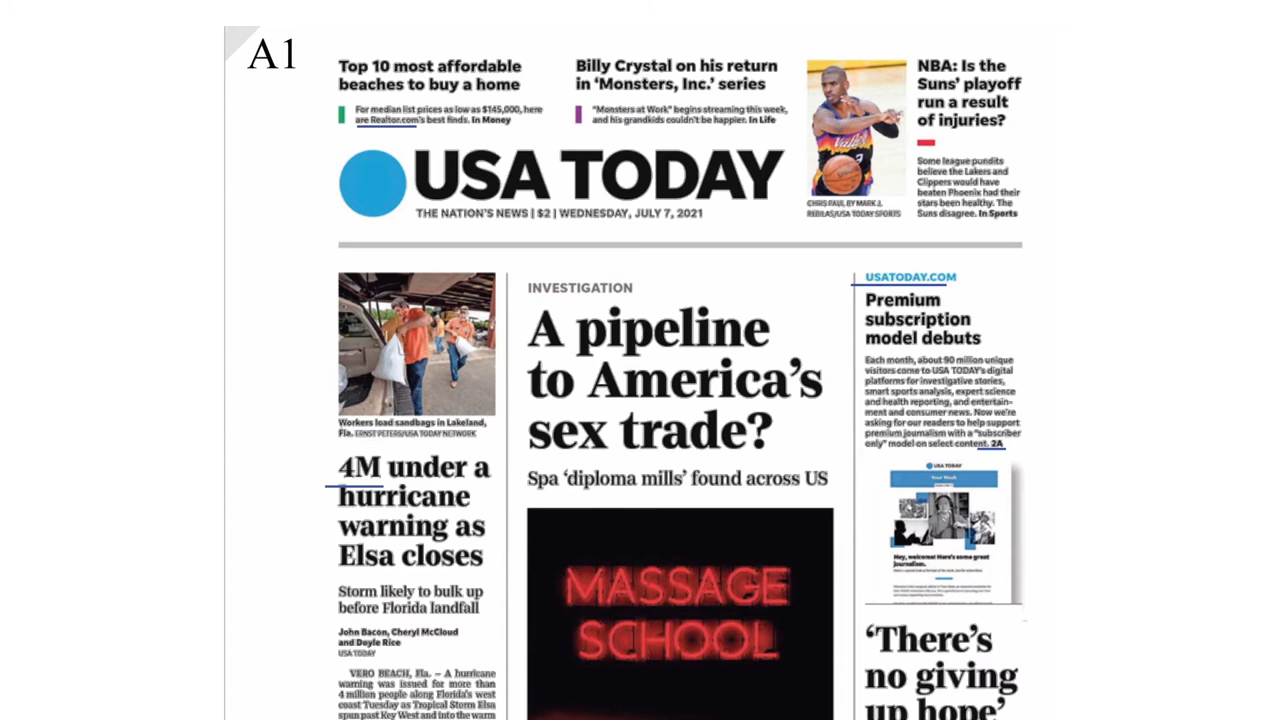 A1
Top 10 most affordable
beaches to buy a home
For median list prices as low as $145,000, here
are Realtor.com's best finds. In Money
Billy Crystal on his return
in ‘Monsters, Inc.’ series
“Monsters at Work” begins streaming this week,
and his grandkids couldn't be happier. In Life
NBA: Is the
Suns’ playoff
run a result
of injuries?
Some league pundits
believe the Lakers and
Clippers would have
beaten Phoenix had their
stars been healthy. The
Suns disagree. In Sports
CHRIS PAUL BY MARK J.
REBILAS/USA TODAY SPORTS
USA TODAY
THE NATION'S NEWS | $2 | WEDNESDAY, JULY 7, 2021
Workers load sandbags in Lakeland,
Fla. ERNST PETERS/USA TODAY NETWORK
4M under a
hurricane
warning as
Elsa closes
Storm likely to bulk up
before Florida landfall
John Bacon, Cheryl McCloud
and Doyle Rice
USA TODAY
VERO BEACH, Fla. – A hurricane
warning was issued for more than
4 million people along Florida's west
coast Tuesday as Tropical Storm Elsa
spun past Key West and into the warm
INVESTIGATION
A pipeline
to America’s
sex trade?
Spa ‘diploma mills’ found across US
MASSAGE
SCHOOL
USATODAY.COM
Premium
subscription
model debuts
Each month, about 90 million unique
visitors come to USA TODAY's digital
platforms for investigative stories,
smart sports analysis, expert science
and health reporting, and entertain-
ment and consumer news. Now we're
asking for our readers to help support
premium journalism with a “subscriber
only” model on select content. 2A
USA TODAY
Your Week
Hey, welcome! Here's some great
journalism.
‘There’s
no giving
up hope’